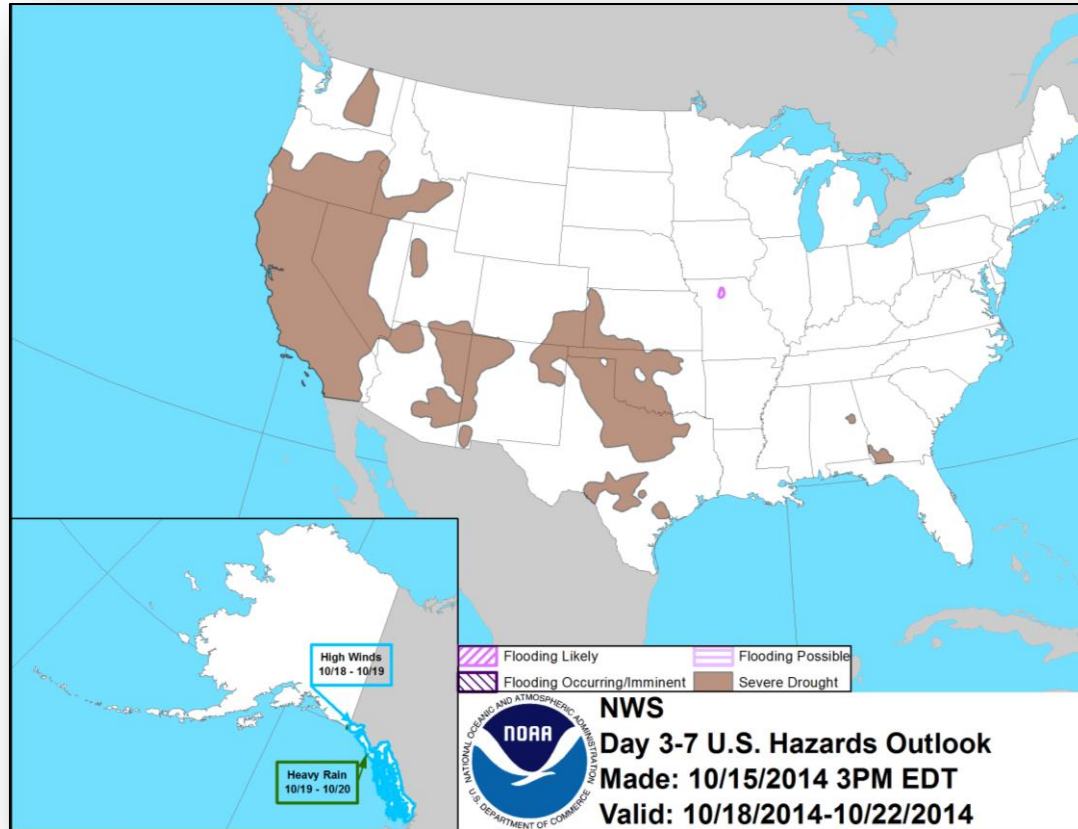 High Winds
10/18 - 10/19
Heavy Rain
10/19 - 10/20
Flooding Likely
Flooding Possible
Flooding Occurring/Imminent
Severe Drought
NATIONAL OCEANIC AND ATMOSPHERIC ADMINISTRATION
NOAA
U.S. DEPARTMENT OF COMMERCE
NWS
Day 3-7 U.S. Hazards Outlook
Made: 10/15/2014 3PM EDT
Valid: 10/18/2014-10/22/2014